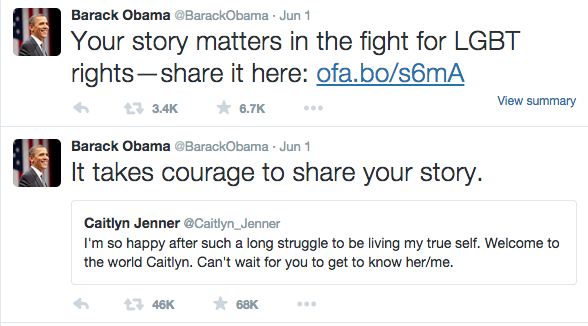 Barack Obama @BarackObama · Jun 1
Your story matters in the fight for LGBT
rights—share it here: ofa.bo/s6mA
3.4K 6.7K View summary
Barack Obama @BarackObama · Jun 1
It takes courage to share your story.
Caitlyn Jenner @Caitlyn_Jenner
I'm so happy after such a long struggle to be living my true self. Welcome to
the world Caitlyn. Can't wait for you to get to know her/me.
46K 68K